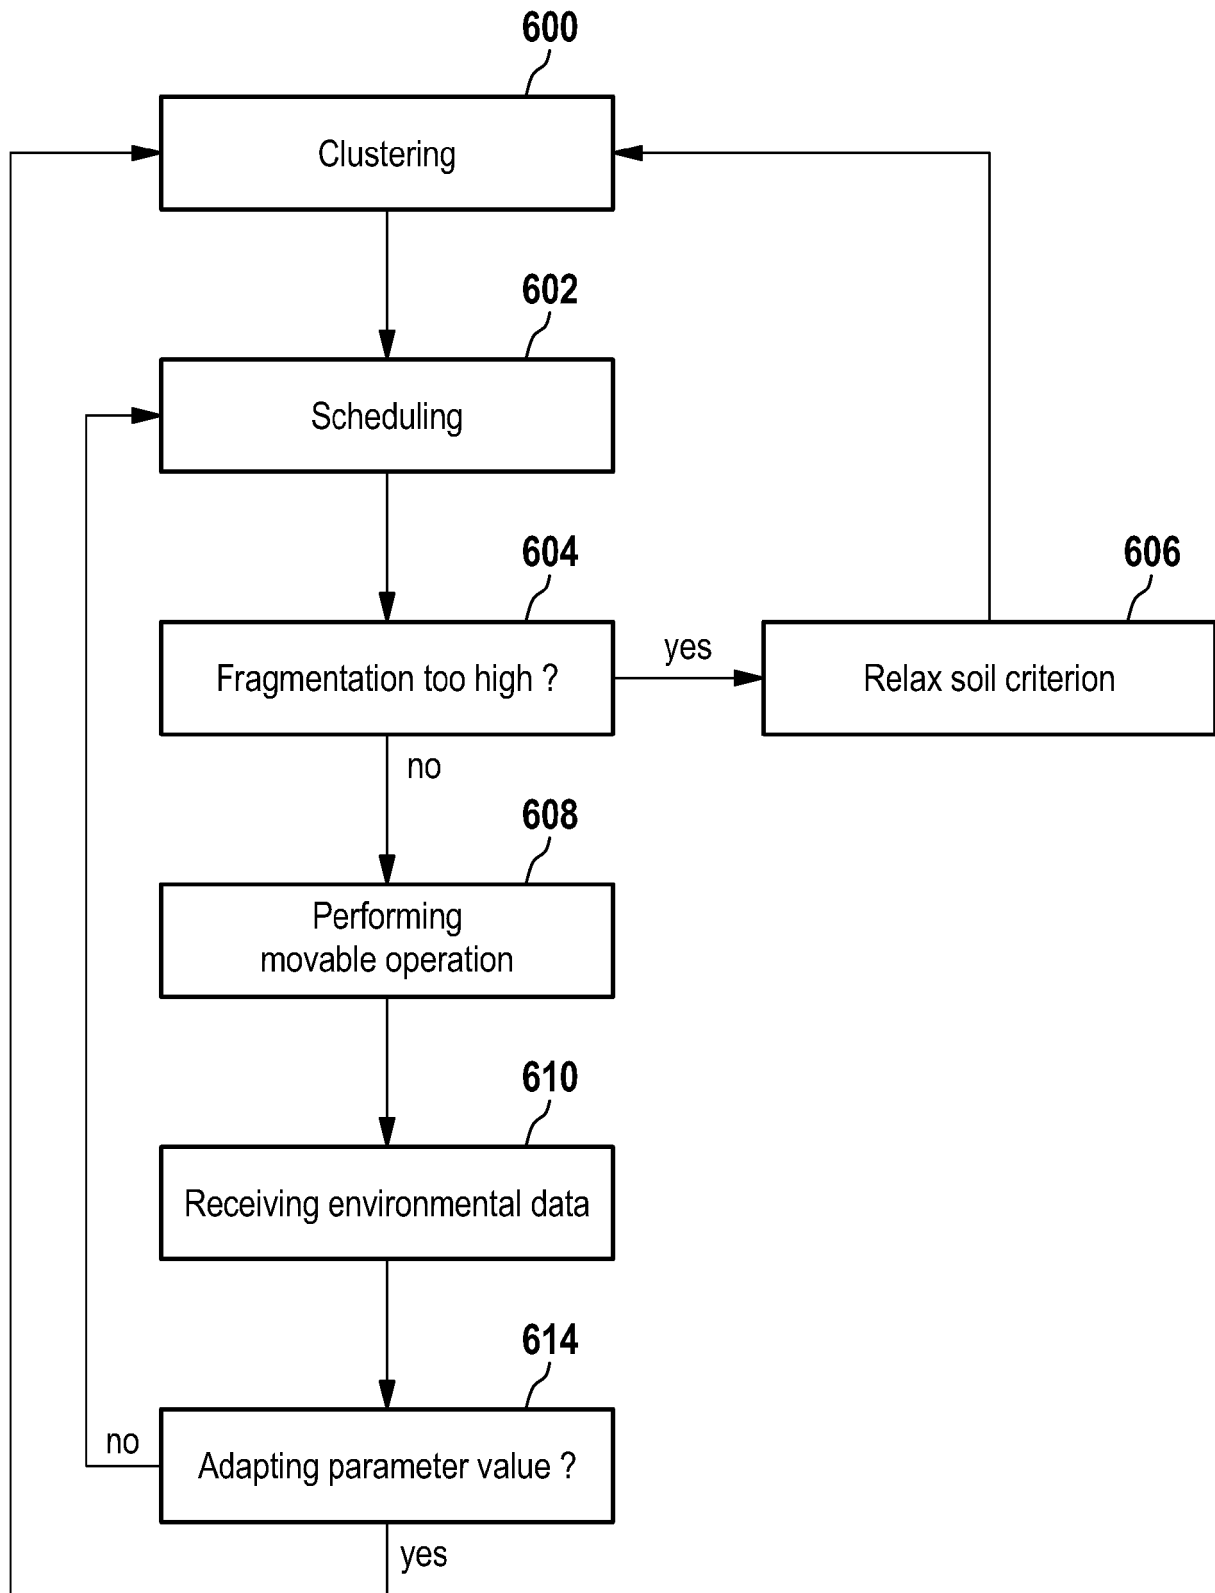 600
Clustering
602
Scheduling
604
606
Fragmentation too high ?
yes
Relax soil criterion
no
608
Performing
movable operation
610
Receiving environmental data
614
no
Adapting parameter value ?
yes